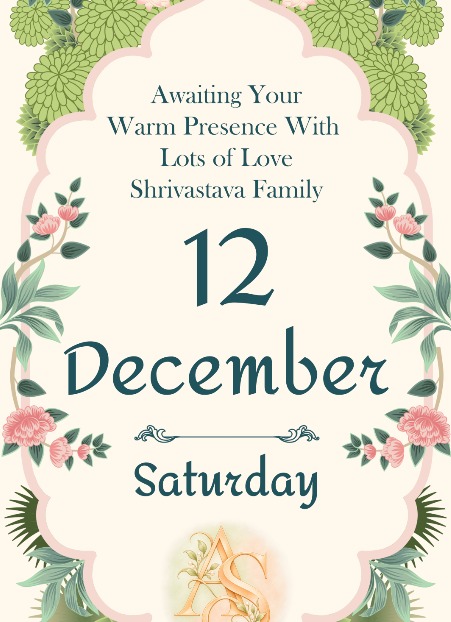 Awaiting Your
Warm Presence With
Lots of Love
Shrivastava Family
12
December
Saturday
AS